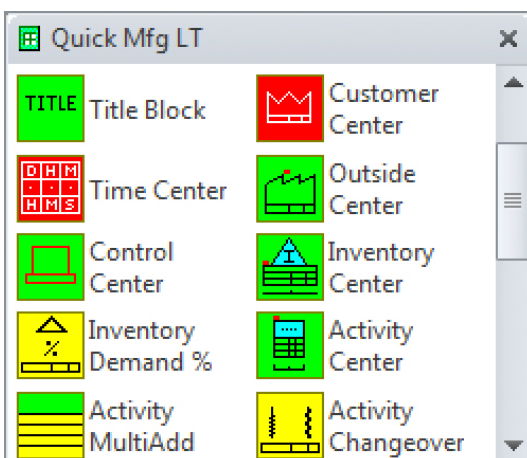 Quick Mfg LT
TITLE
Title Block
Customer
Center
D H M
H M S
Time Center
Outside
Center
Control
Center
I
Inventory
Center
%
Inventory
Demand %
Activity
Center
Activity
MultiAdd
Activity
Changeover